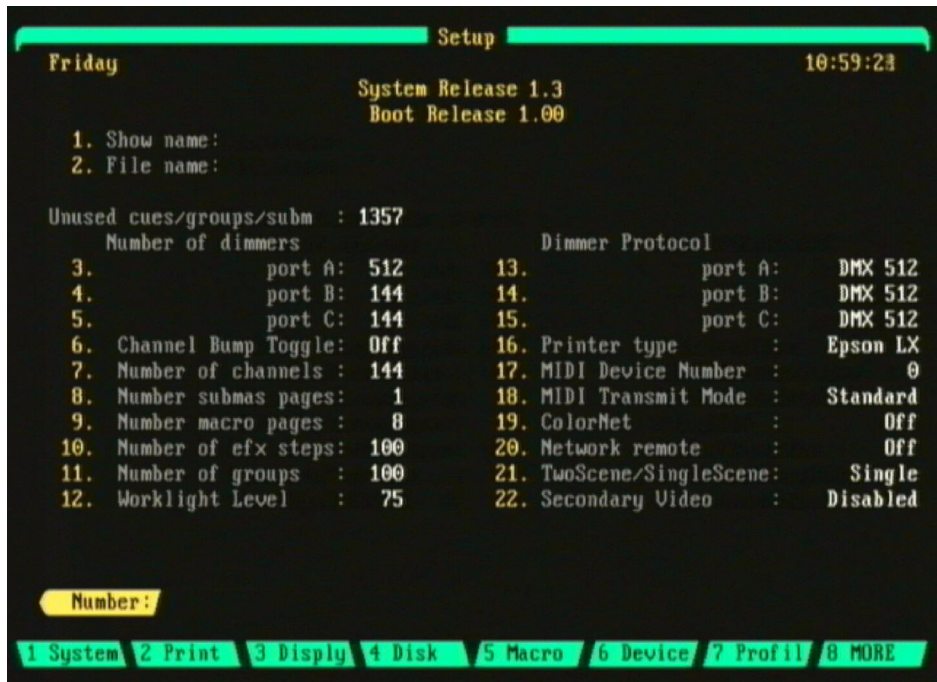 Setup
Friday 10:59:2
System Release 1.3
Boot Release 1.00
1. Show name:
2. File name:
Unused cues/groups/subm : 1357
Number of dimmers Dimmer Protocol
3. port A: 512 13. port A: DMX 512
4. port B: 144 14. port B: DMX 512
5. port C: 144 15. port C: DMX 512
6. Channel Bump Toggle: Off 16. Printer type : Epson LX
7. Number of channels : 144 17. MIDI Device Number : 0
8. Number submas pages: 1 18. MIDI Transmit Mode : Standard
9. Number macro pages : 8 19. ColorNet : Off
10. Number of efx steps: 100 20. Network remote : Off
11. Number of groups : 100 21. TwoScene/SingleScene: Single
12. Worklight Level : 75 22. Secondary Video : Disabled
Number:
1 System 2 Print 3 Disply 4 Disk 5 Macro 6 Device 7 Profil 8 MORE